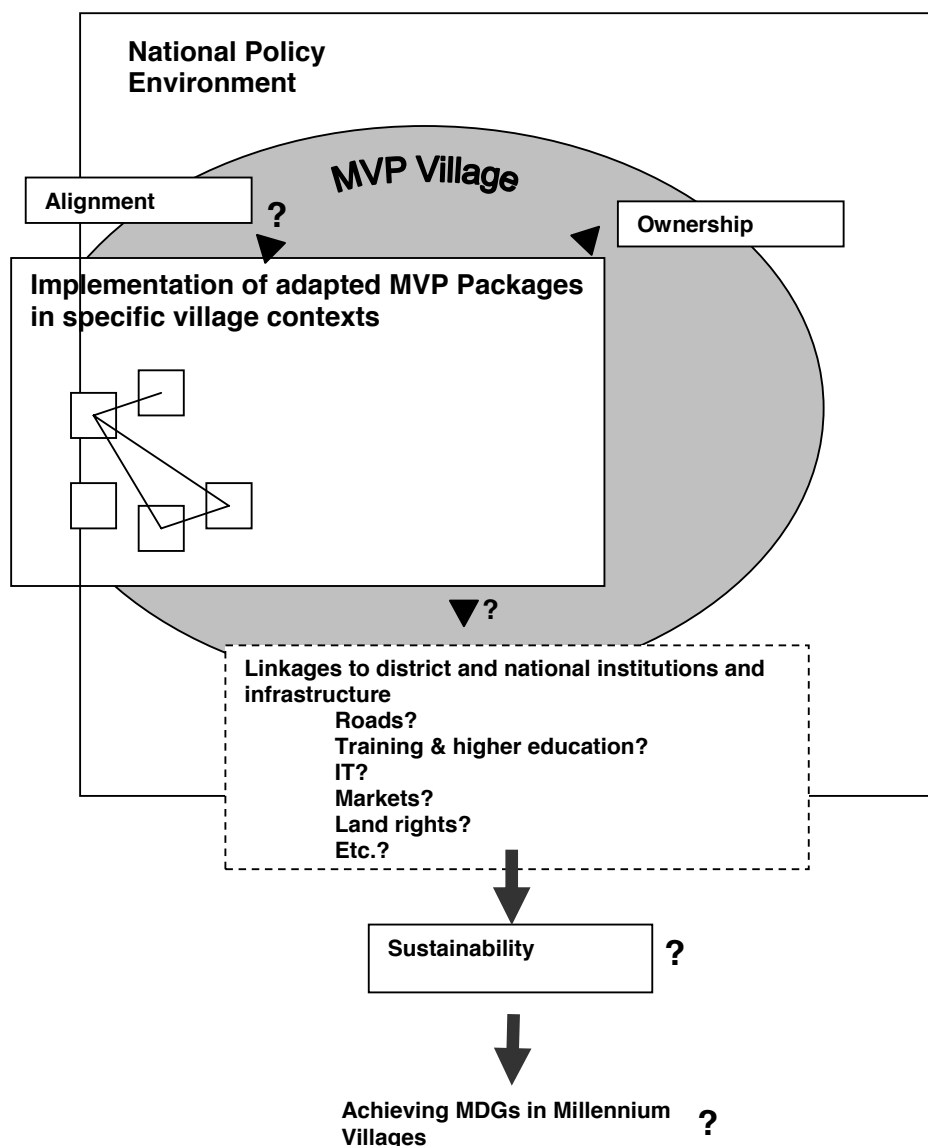 National Policy
Environment
MVP Village
Alignment
?
Ownership
Implementation of adapted MVP Packages
in specific village contexts
?
Linkages to district and national institutions and
infrastructure
Roads?
Training & higher education?
IT?
Markets?
Land rights?
Etc.?
Sustainability
?
Achieving MDGs in Millennium
Villages
?